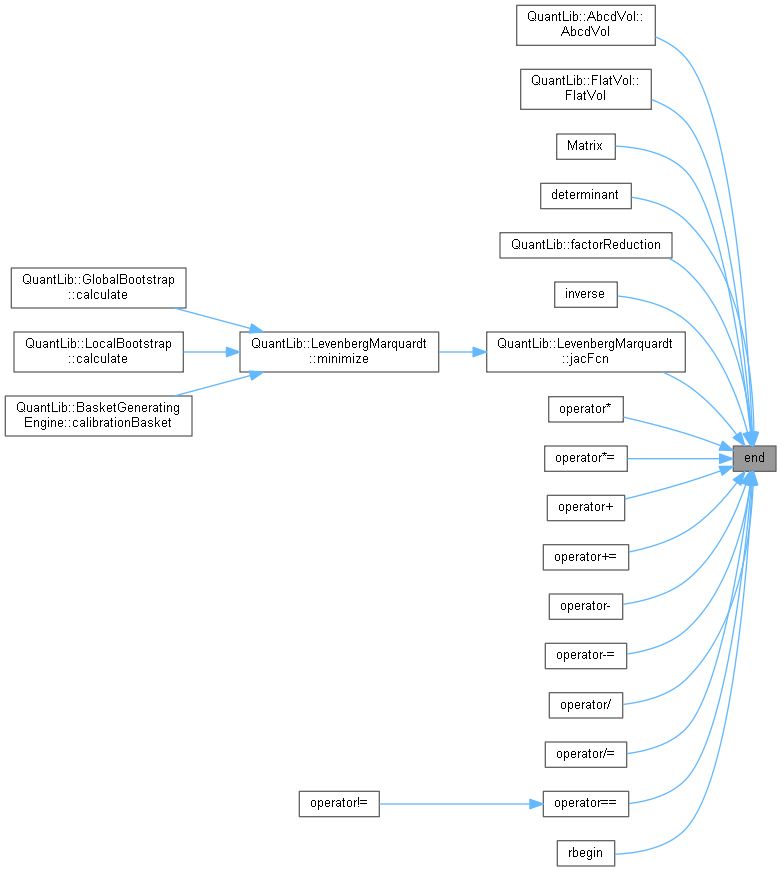 QuantLib::AbcdVol::
AbcdVol
QuantLib::FlatVol::
FlatVol
Matrix
determinant
QuantLib::factorReduction
QuantLib::GlobalBootstrap
::calculate
inverse
QuantLib::LocalBootstrap
::calculate
QuantLib::LevenbergMarquardt
::minimize
QuantLib::LevenbergMarquardt
::jacFcn
QuantLib::BasketGenerating
Engine::calibrationBasket
operator*
operator*=
end
operator+
operator+=
operator-
operator-=
operator/
operator/=
operator!=
operator==
rbegin